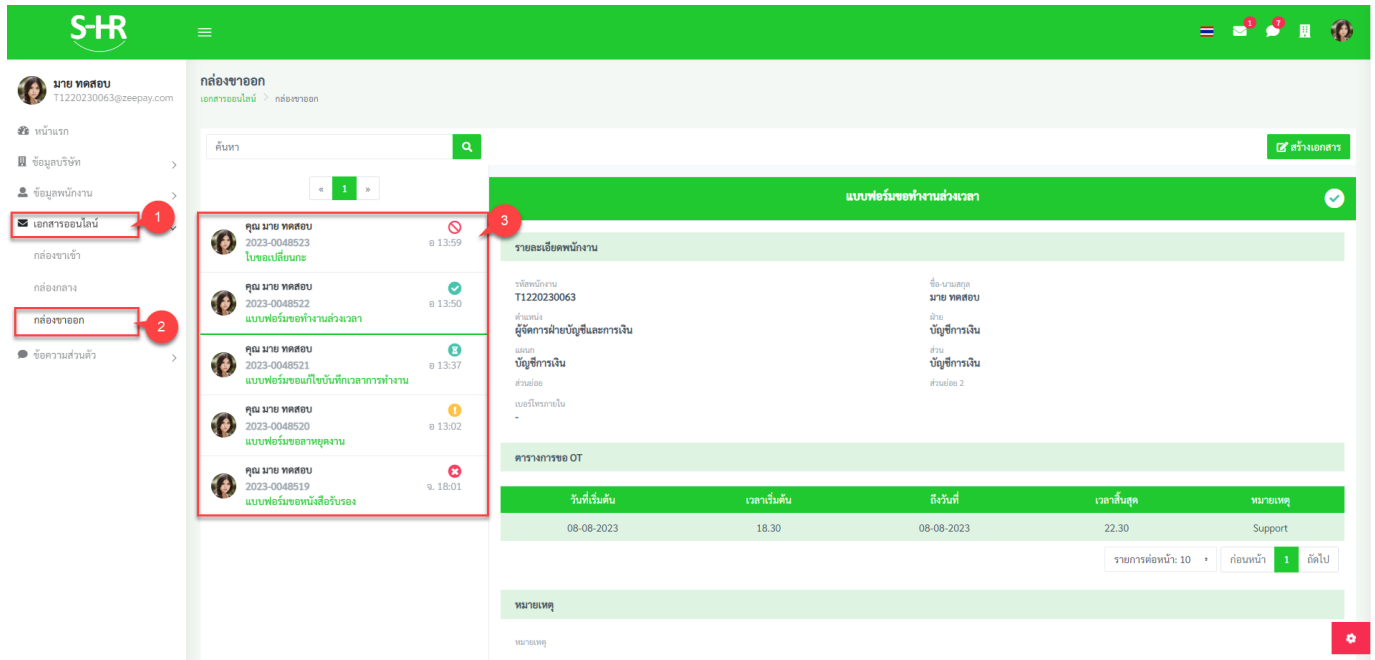 S-HR
1
7
มาย ทดสอบ
T1220230063@zeepay.com
หน้าแรก
ข้อมูลบริษัท
ข้อมูลพนักงาน
เอกสารออนไลน์
1
กล่องขาเข้า
กล่องกลาง
กล่องขาออก
2
ข้อความส่วนตัว
กล่องขาออก
เอกสารออนไลน์ > กล่องขาออก
ค้นหา
สร้างเอกสาร
« 1 »
3
คุณ มาย ทดสอบ
2023-0048523 อ 13:59
ใบขอเปลี่ยนกะ
คุณ มาย ทดสอบ
2023-0048522 อ 13:50
แบบฟอร์มขอทำงานล่วงเวลา
คุณ มาย ทดสอบ
2023-0048521 อ 13:37
แบบฟอร์มขอแก้ไขบันทึกเวลาการทำงาน
คุณ มาย ทดสอบ
2023-0048520 อ 13:02
แบบฟอร์มขอลาหยุดงาน
คุณ มาย ทดสอบ
2023-0048519 จ. 18:01
แบบฟอร์มขอหนังสือรับรอง
แบบฟอร์มขอทำงานล่วงเวลา
รายละเอียดพนักงาน
รหัสพนักงาน ชื่อ-นามสกุล
T1220230063 มาย ทดสอบ
ตำแหน่ง ฝ่าย
ผู้จัดการฝ่ายบัญชีและการเงิน บัญชีการเงิน
แผนก ส่วน
บัญชีการเงิน บัญชีการเงิน
ส่วนย่อย ส่วนย่อย 2
เบอร์โทรภายใน
-
ตารางการขอ OT
วันที่เริ่มต้น เวลาเริ่มต้น ถึงวันที่ เวลาสิ้นสุด หมายเหตุ
08-08-2023 18.30 08-08-2023 22.30 Support
รายการต่อหน้า: 10 ก่อนหน้า 1 ถัดไป
หมายเหตุ
หมายเหตุ